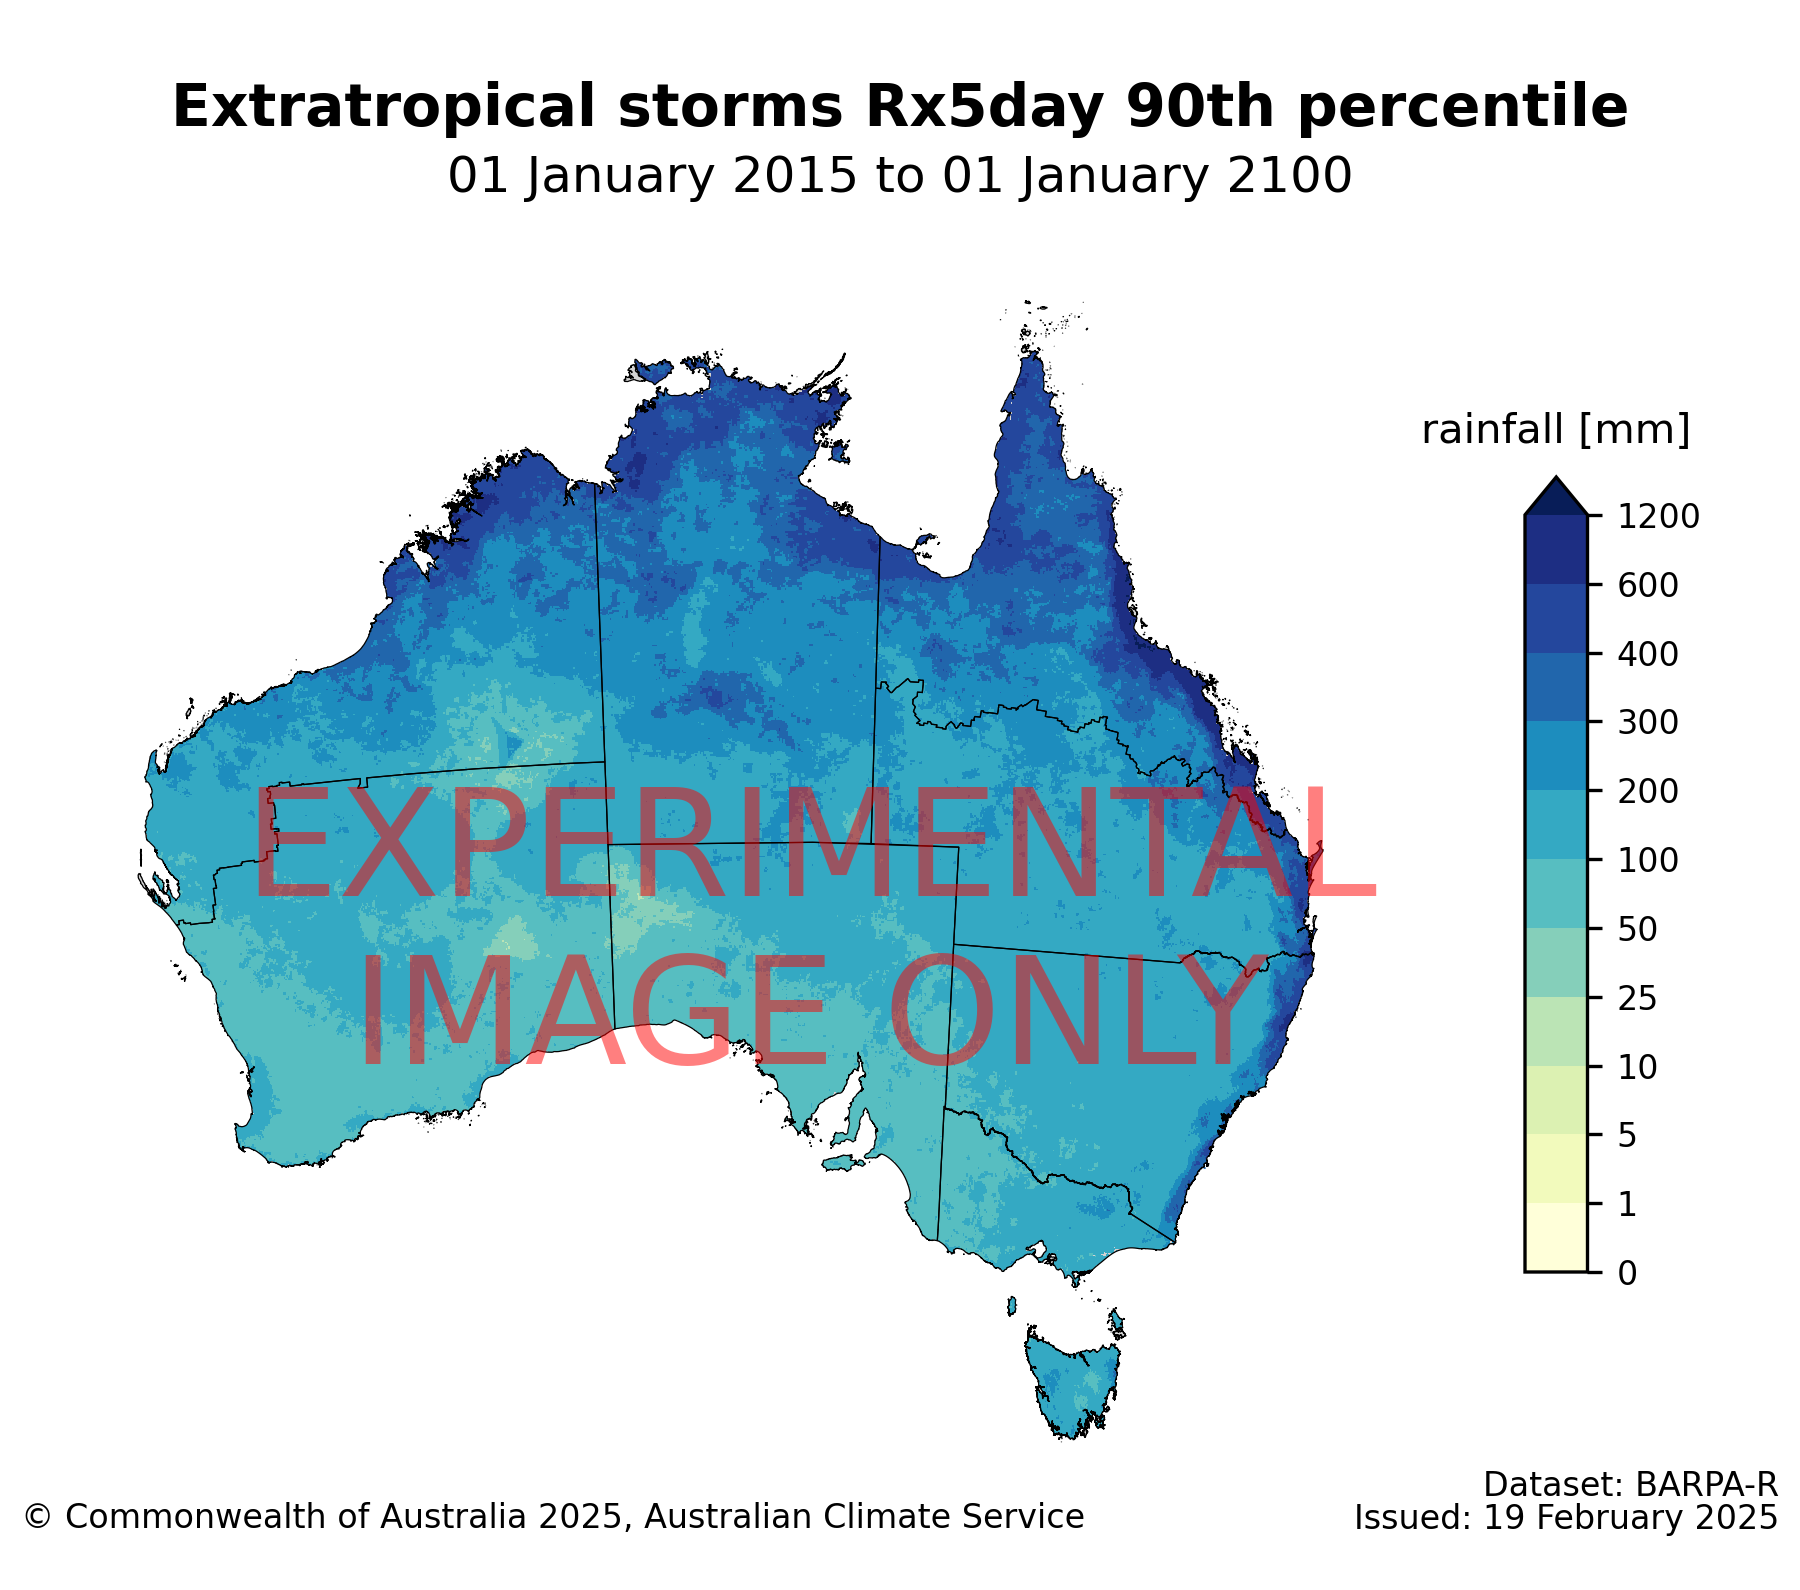 Extratropical storms Rx5day 90th percentile
01 January 2015 to 01 January 2100
rainfall [mm]
1200
600
400
300
200
100
50
25
10
5
1
0
EXPERIMENTAL
IMAGE ONLY
Dataset: BARPA-R
© Commonwealth of Australia 2025, Australian Climate Service
Issued: 19 February 2025